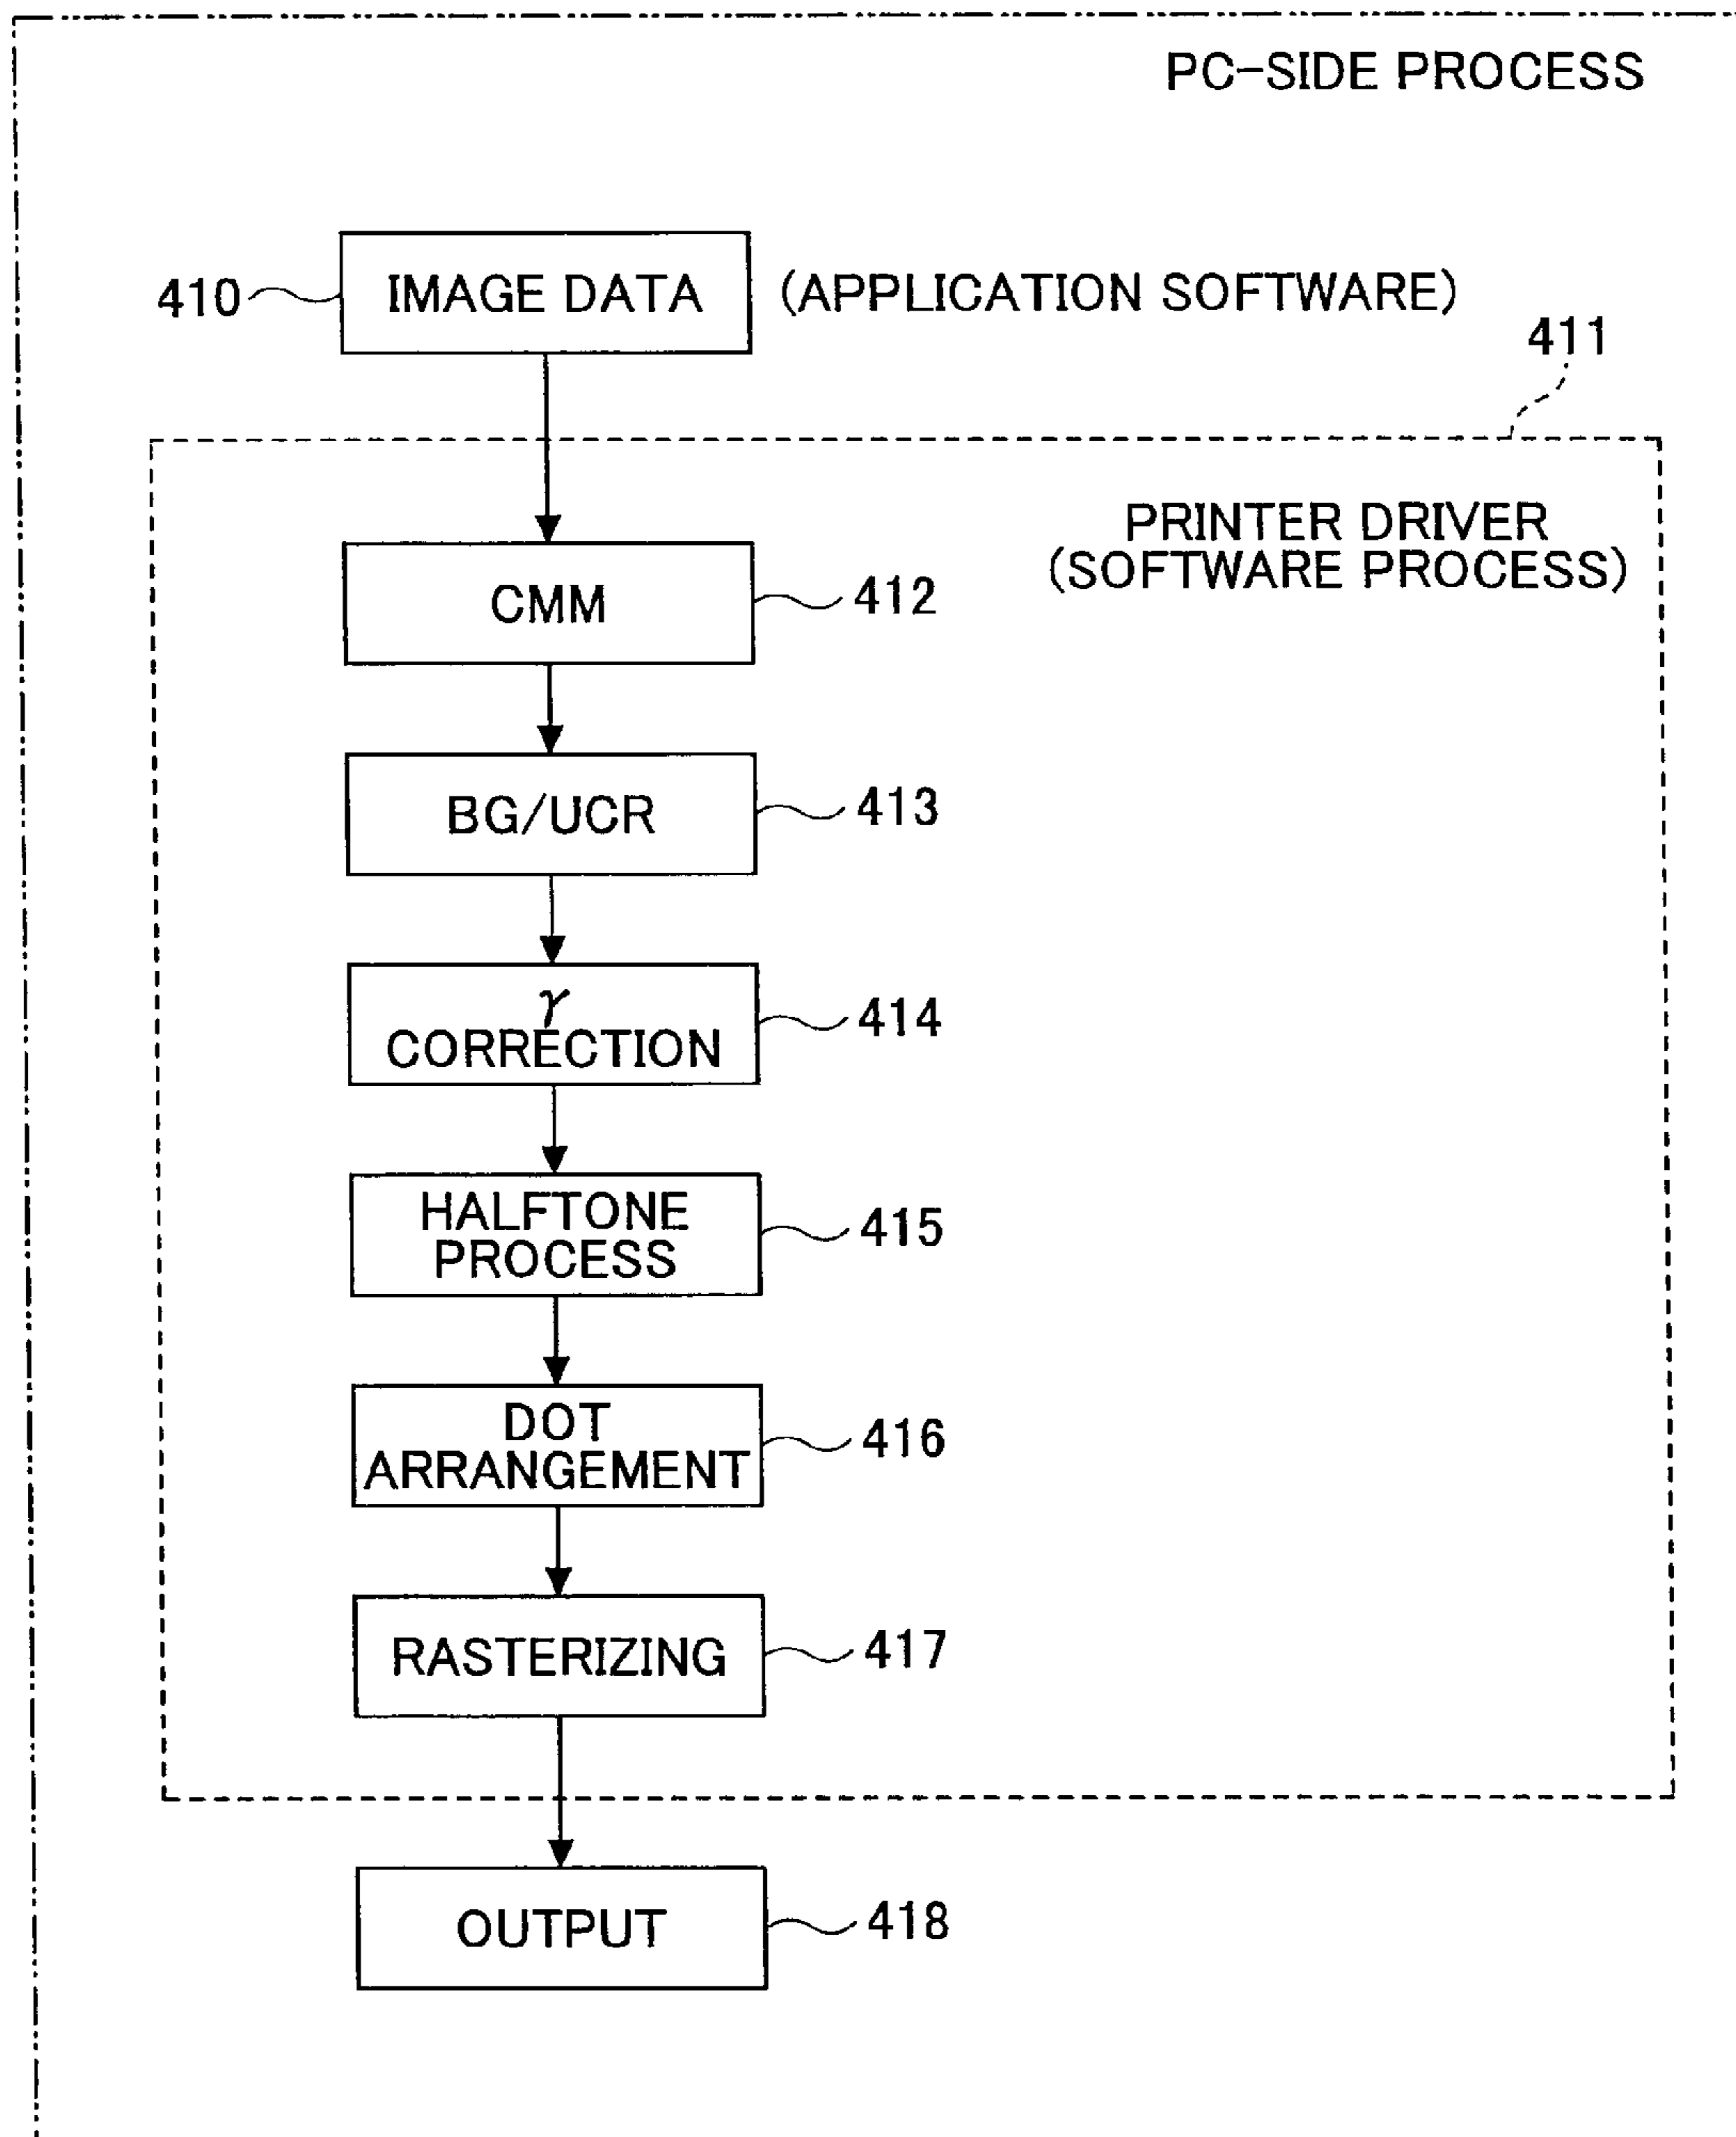 PC-SIDE PROCESS
410 IMAGE DATA (APPLICATION SOFTWARE)
411
PRINTER DRIVER
(SOFTWARE PROCESS)
CMM 412
BG/UCR 413
γ
CORRECTION 414
HALFTONE
PROCESS 415
DOT
ARRANGEMENT 416
RASTERIZING 417
OUTPUT 418